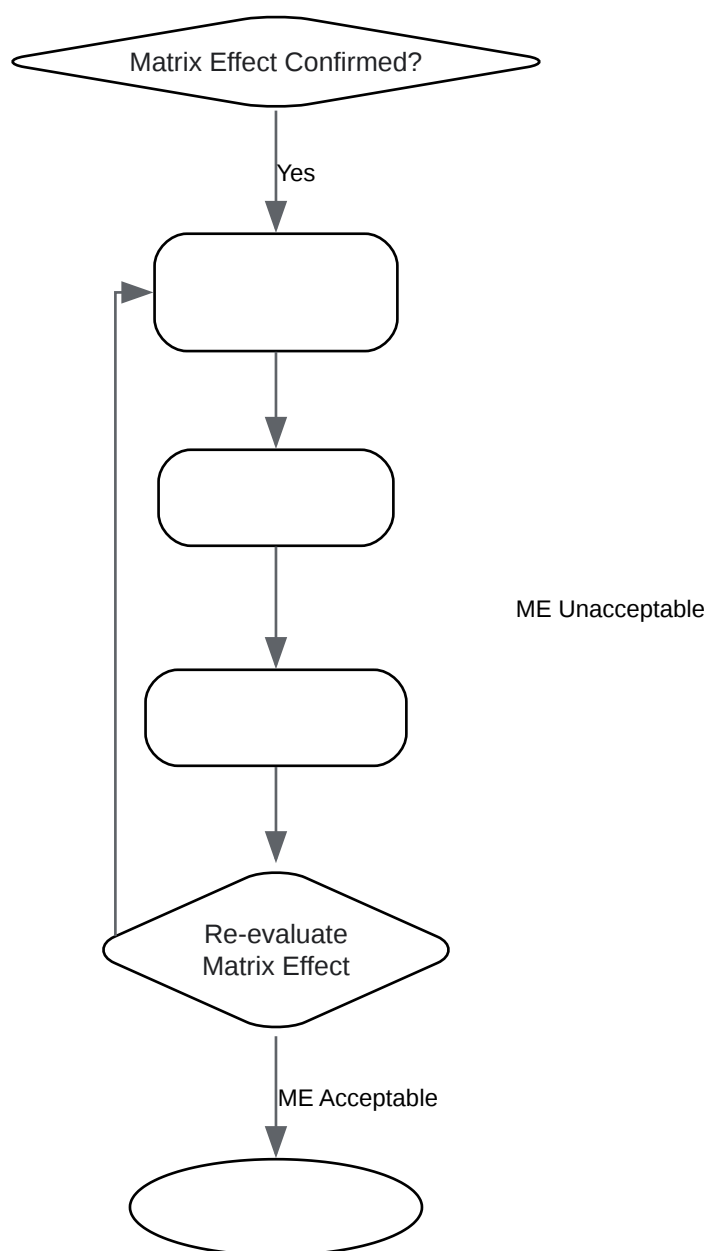 Matrix Effect Confirmed?
Yes
ME Unacceptable
Re-evaluate
Matrix Effect
ME Acceptable